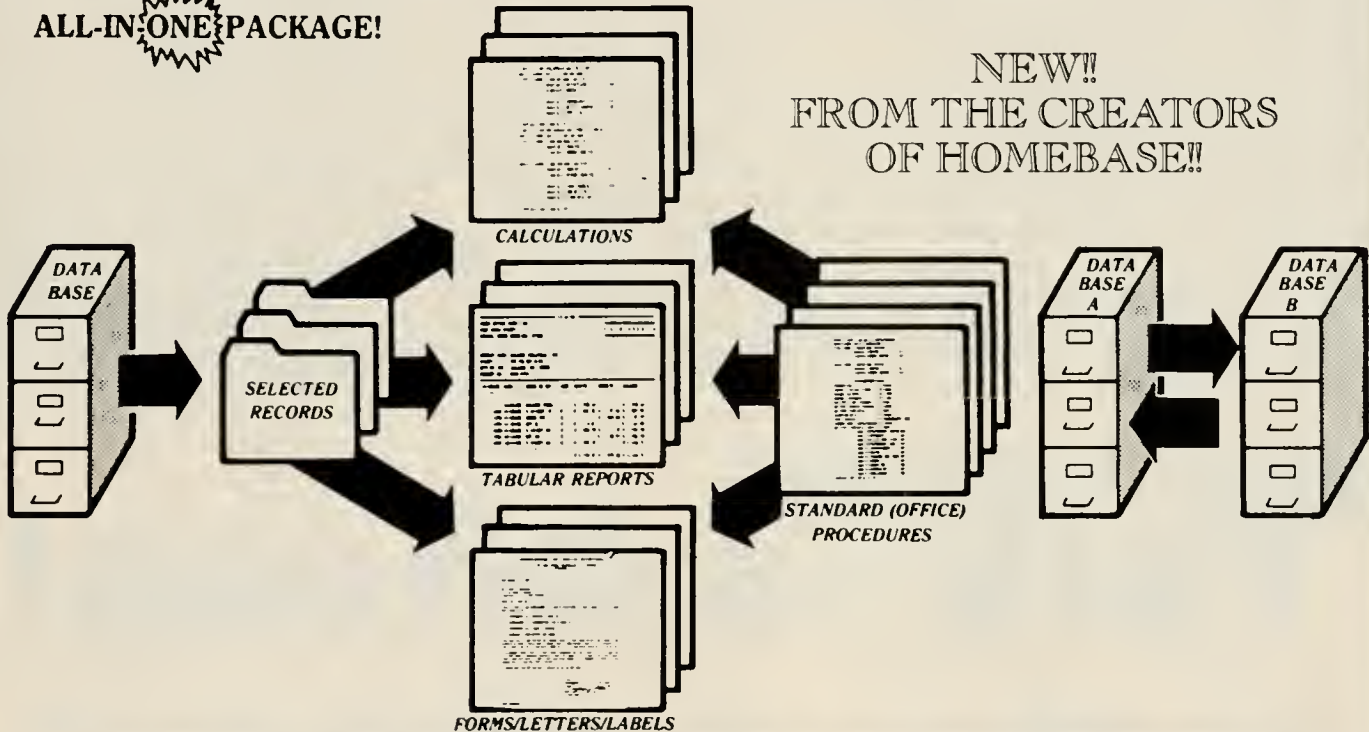 ALL-IN-ONE PACKAGE!
NEW!!
FROM THE CREATORS
OF HOMEBASE!!
CALCULATIONS
DATA
BASE
SELECTED
RECORDS
TABULAR REPORTS
FORMS/LETTERS/LABELS
STANDARD (OFFICE)
PROCEDURES
DATA
BASE
A
DATA
BASE
B